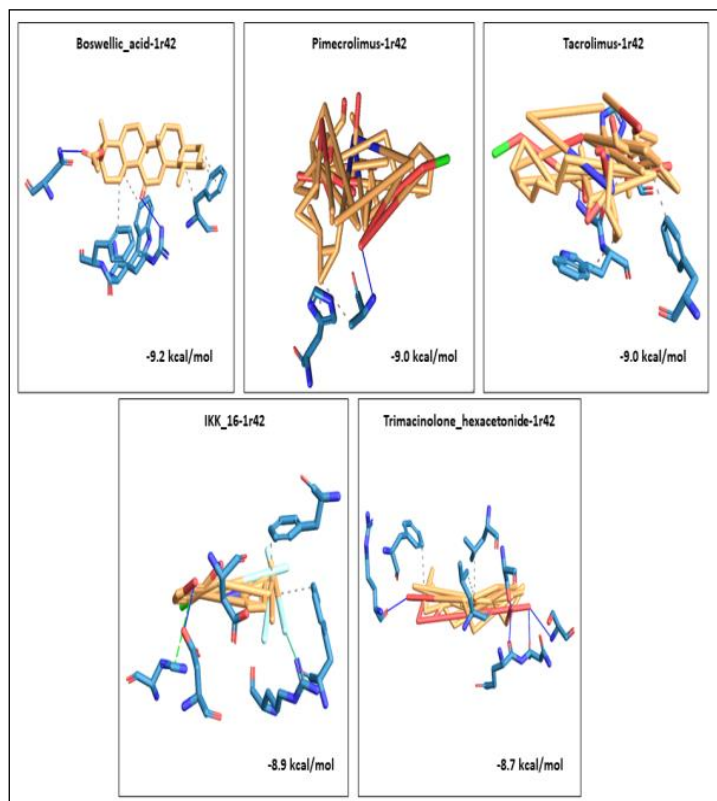 Boswellic_acid-1r42
-9.2 kcal/mol
Pimecrolimus-1r42
-9.0 kcal/mol
Tacrolimus-1r42
-9.0 kcal/mol
IKK_16-1r42
-8.9 kcal/mol
Trimacinolone_hexacetonide-1r42
-8.7 kcal/mol